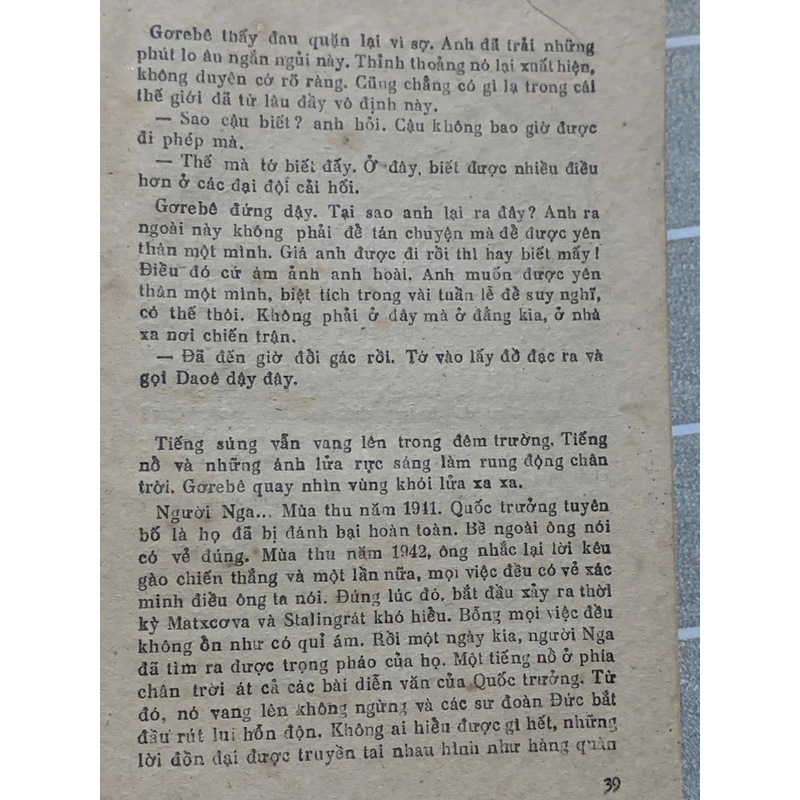 Gơrebê thấy đau quặn lại vì sợ. Anh đã trải những
phút lo âu ngắn ngủi này. Thỉnh thoảng nó lại xuất hiện,
không duyên cớ rõ ràng. Cũng chẳng có gì lạ trong cái
thế giới đã từ lâu đầy vô định này.
— Sao cậu biết? anh hỏi. Cậu không bao giờ được
đi phép mà.
— Thế mà tớ biết đấy. Ở đây, biết được nhiều điều
hơn ở các đại đội cải hối.
Gơrebê đứng dậy. Tại sao anh lại ra đây? Anh ra
ngoài này không phải để tán chuyện mà để được yên
thân một mình. Giá anh được đi rồi thì hay biết mấy!
Điều đó cứ ám ảnh anh hoài. Anh muốn được yên
thân một mình, biệt tích trong vài tuần lễ để suy nghĩ,
có thế thôi. Không phải ở đây mà ở đằng kia, ở nhà
xa nơi chiến trận.
— Đã đến giờ đổi gác rồi. Tớ vào lấy đồ đạc ra và
gọi Daoê dậy đây.
Tiếng súng vẫn vang lên trong đêm trường. Tiếng
nổ và những ánh lửa rực sáng làm rung động chân
trời. Gơrebê quay nhìn vùng khói lửa xa xa.
Người Nga... Mùa thu năm 1941. Quốc trưởng tuyên
bố là họ đã bị đánh bại hoàn toàn. Bề ngoài ông nói
có vẻ đúng. Mùa thu năm 1942, ông nhắc lại lời kêu
gào chiến thắng và một lần nữa, mọi việc đều có vẻ xác
minh điều ông ta nói. Đúng lúc đó, bắt đầu xảy ra thời
kỳ Matxcơva và Stalingrát khó hiểu. Bỗng mọi việc đều
không ổn như có quỉ ám. Rồi một ngày kia, người Nga
đã tìm ra được trọng pháo của họ. Một tiếng nổ ở phía
chân trời át cả các bài diễn văn của Quốc trưởng. Từ
đó, nó vang lên không ngừng và các sư đoàn Đức bắt
đầu rút lui hỗn độn. Không ai hiểu được gì hết, những
lời đồn đại được truyền tai nhau hình như hàng quân
39